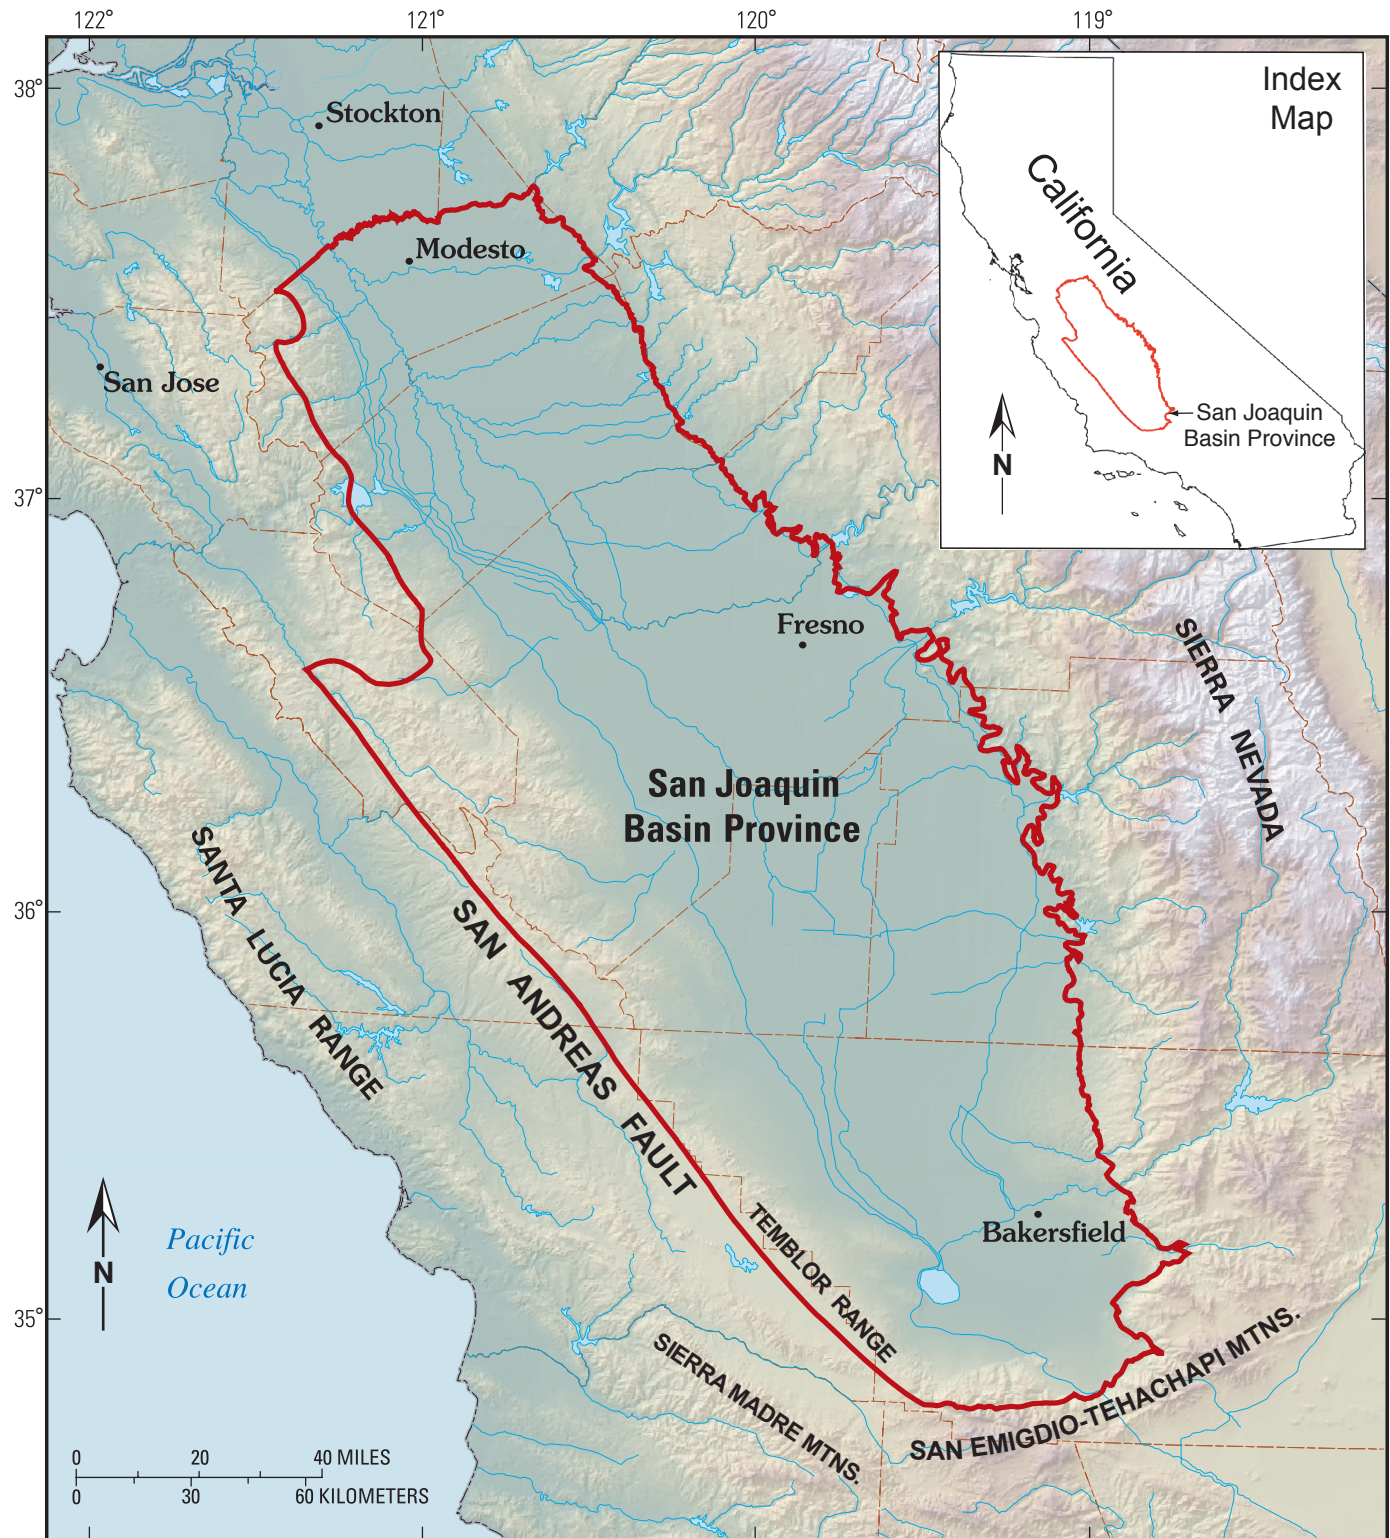 122°
121°
120°
119°
38°
37°
36°
35°
Index
Map
California
San Joaquin
Basin Province
N
Stockton
Modesto
San Jose
Fresno
SIERRA NEVADA
San Joaquin
Basin Province
SANTA LUCIA RANGE
SAN ANDREAS FAULT
TEMBLOR RANGE
Bakersfield
SIERRA MADRE MTNS.
SAN EMIGDIO-TEHACHAPI MTNS.
Pacific
Ocean
N
0 20 40 MILES
0 30 60 KILOMETERS